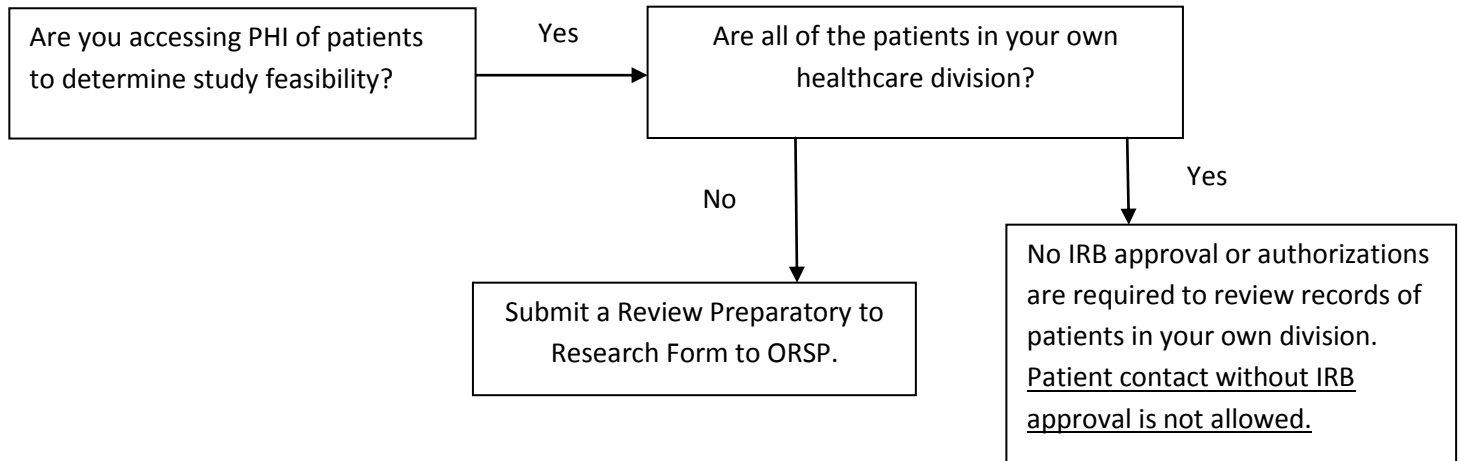 Are you accessing PHI of patients
to determine study feasibility?
Yes
Are all of the patients in your own
healthcare division?
No
Yes
Submit a Review Preparatory to
Research Form to ORSP.
No IRB approval or authorizations
are required to review records of
patients in your own division.
Patient contact without IRB
approval is not allowed.